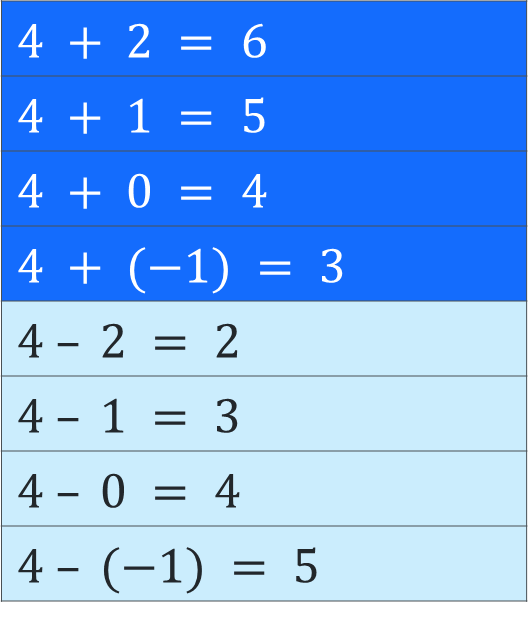 4 + 2 = 6
4 + 1 = 5
4 + 0 = 4
4 + (−1) = 3
4 – 2 = 2
4 – 1 = 3
4 – 0 = 4
4 – (−1) = 5